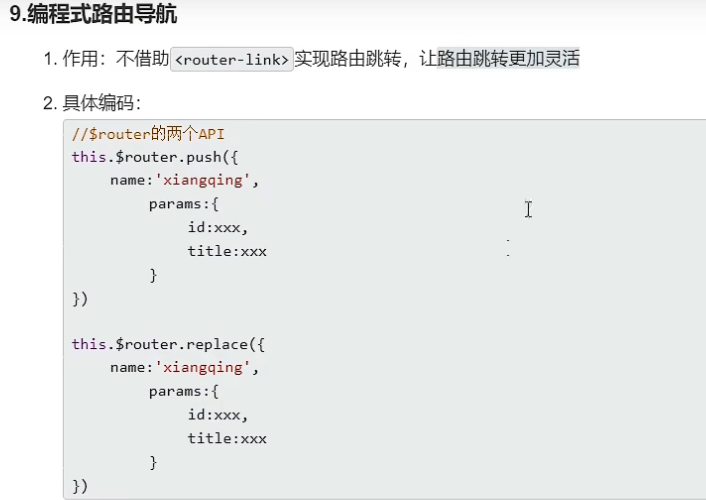 9.编程式路由导航
1. 作用：不借助<router-link>实现路由跳转，让路由跳转更加灵活
2. 具体编码：
//$router的两个API
this.$router.push({
    name:'xiangqing',
        params:{
            id:xxx,
            title:xxx
        }
})

this.$router.replace({
    name:'xiangqing',
        params:{
            id:xxx,
            title:xxx
        }
})